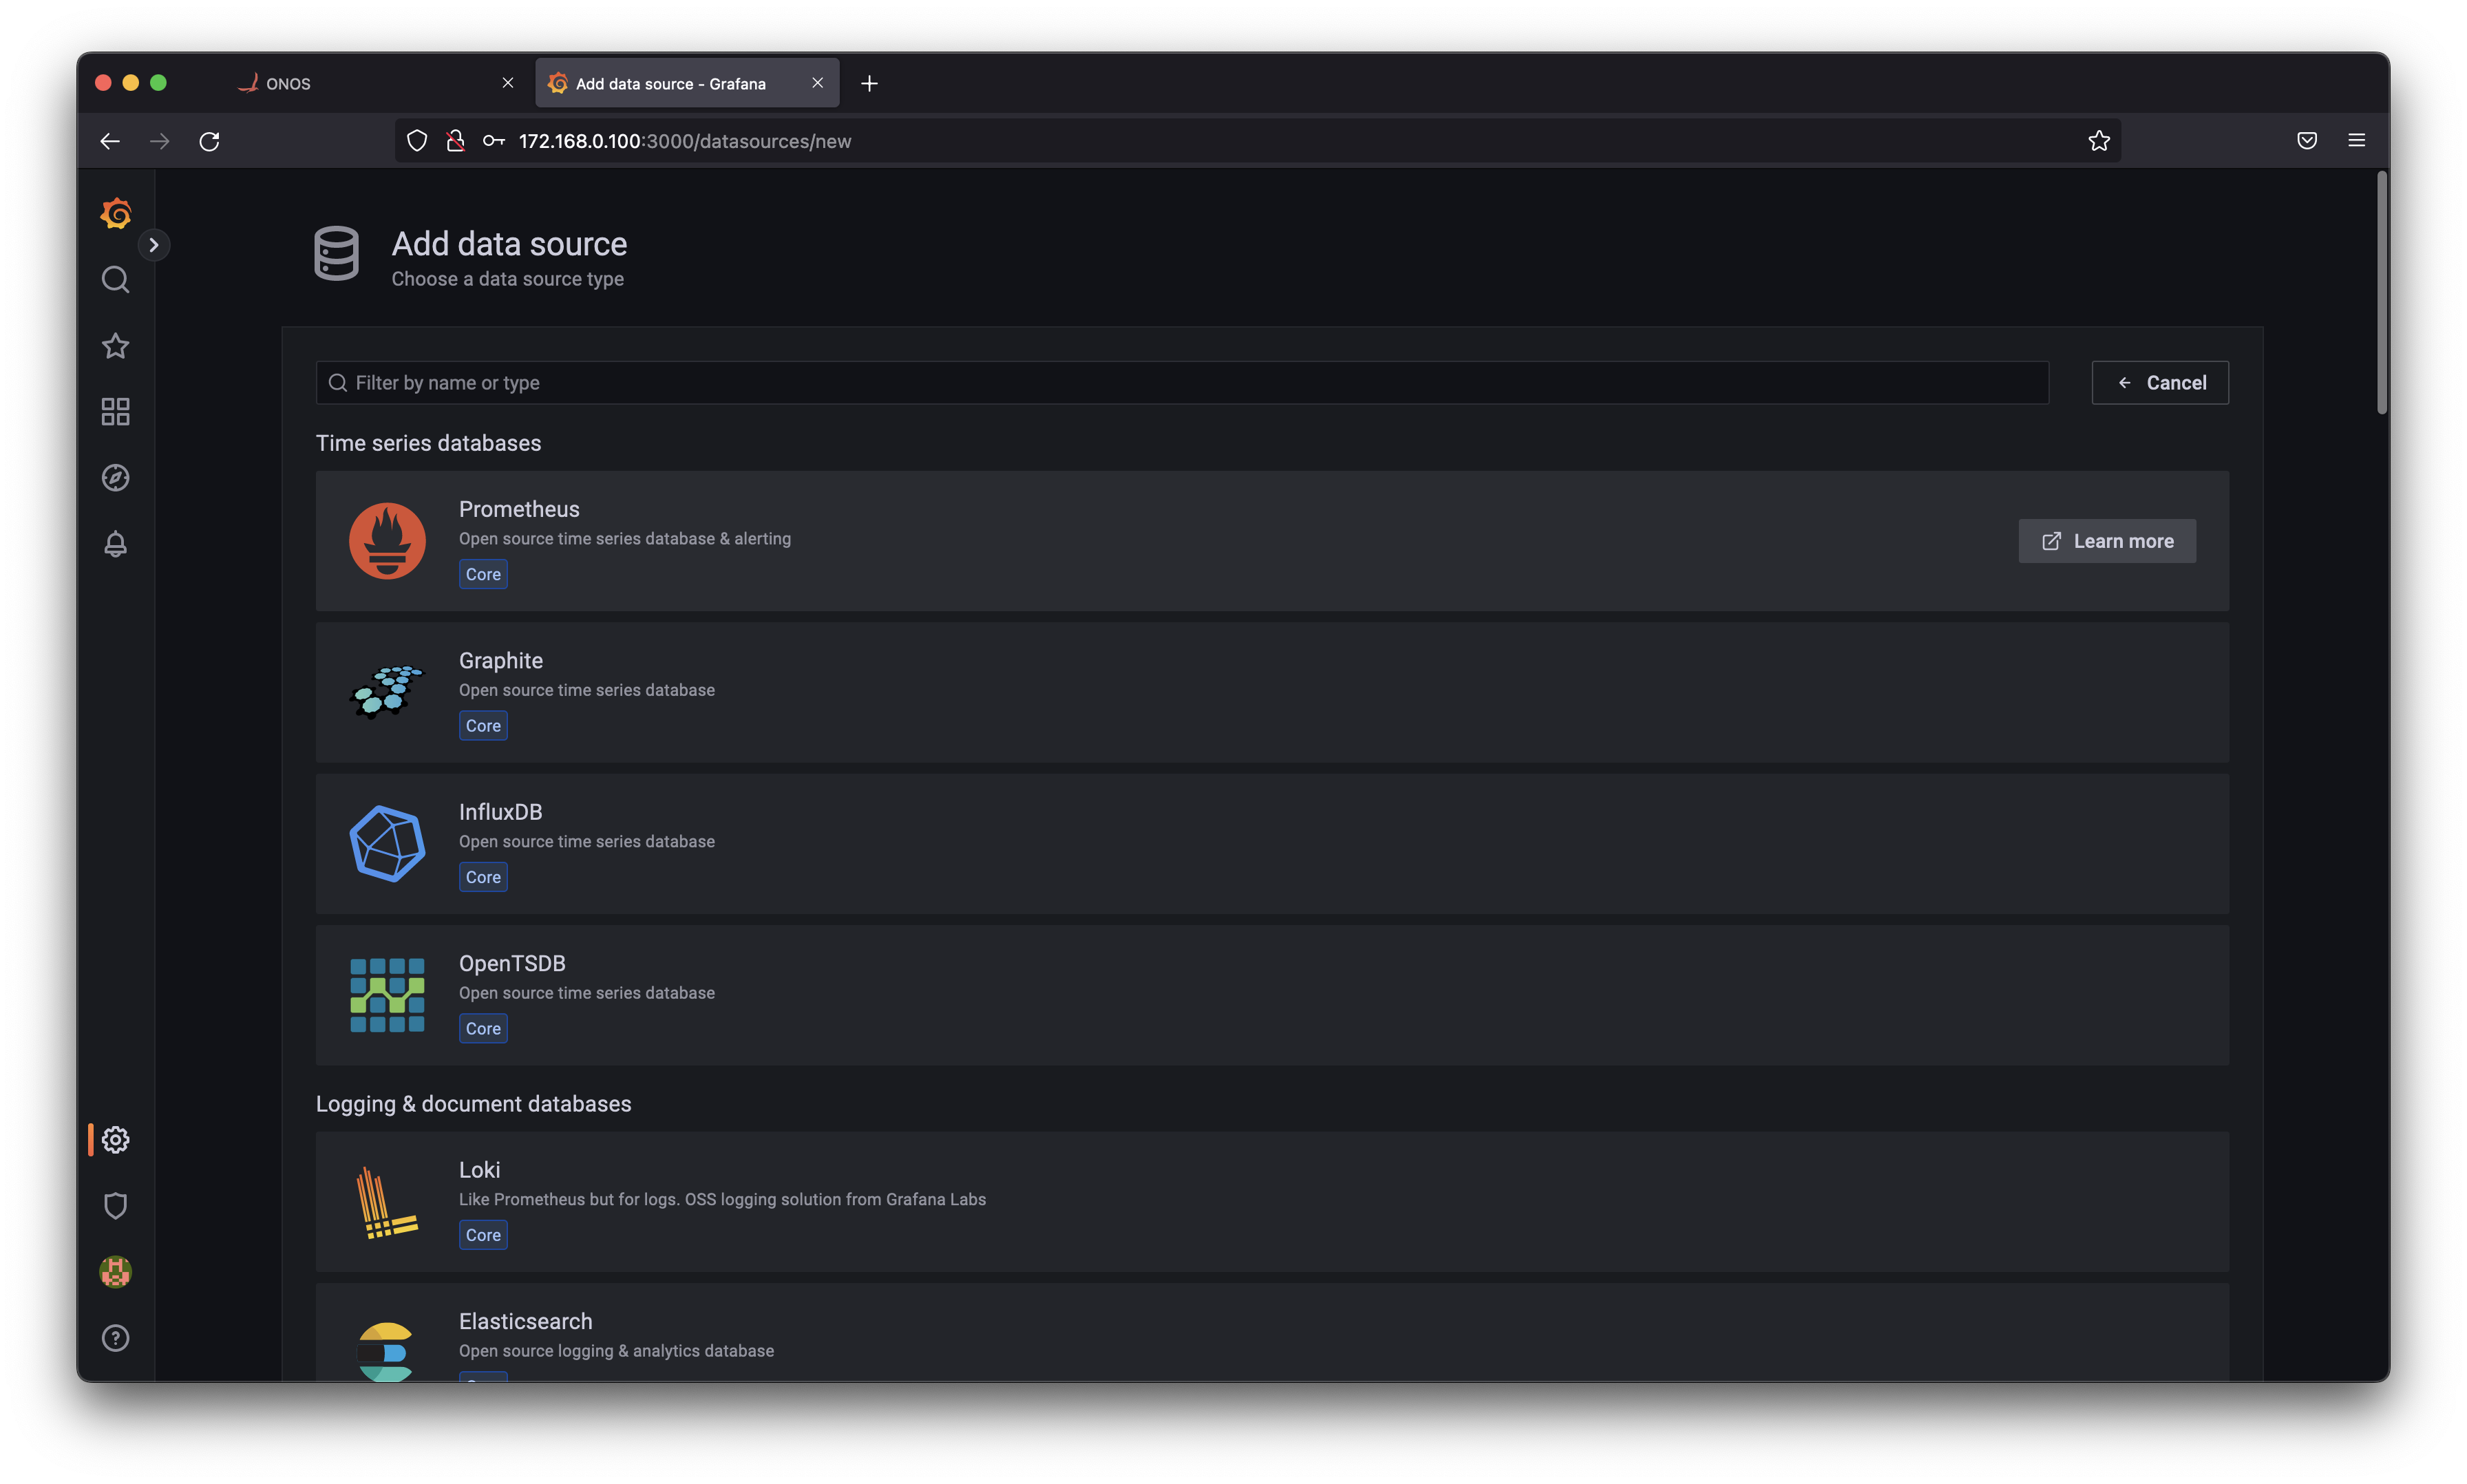 ONOS
Add data source - Grafana
172.168.0.100:3000/datasources/new
Add data source
Choose a data source type
Filter by name or type
Cancel
Time series databases
Prometheus
Open source time series database & alerting
Core
Learn more
Graphite
Open source time series database
Core
InfluxDB
Open source time series database
Core
OpenTSDB
Open source time series database
Core
Logging & document databases
Loki
Like Prometheus but for logs. OSS logging solution from Grafana Labs
Core
Elasticsearch
Open source logging & analytics database